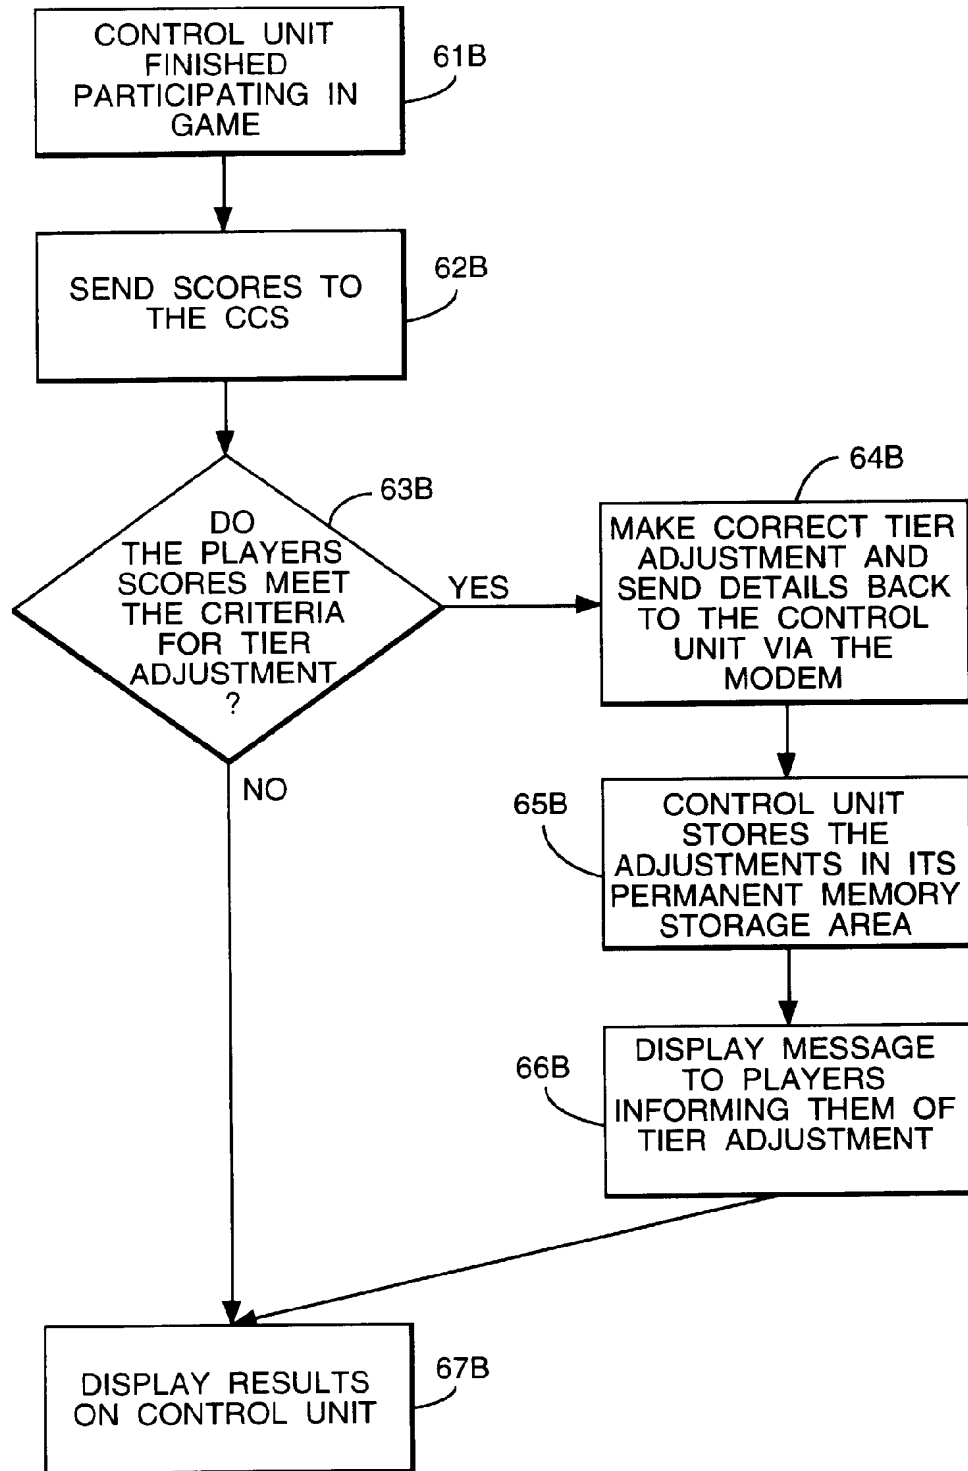 CONTROL UNIT
FINISHED
PARTICIPATING IN
GAME
61B
SEND SCORES TO
THE CCS
62B
DO
THE PLAYERS
SCORES MEET
THE CRITERIA
FOR TIER
ADJUSTMENT
?
63B
YES
NO
64B
MAKE CORRECT TIER
ADJUSTMENT AND
SEND DETAILS BACK
TO THE CONTROL
UNIT VIA THE
MODEM
65B
CONTROL UNIT
STORES THE
ADJUSTMENTS IN ITS
PERMANENT MEMORY
STORAGE AREA
66B
DISPLAY MESSAGE
TO PLAYERS
INFORMING THEM OF
TIER ADJUSTMENT
DISPLAY RESULTS
ON CONTROL UNIT
67B